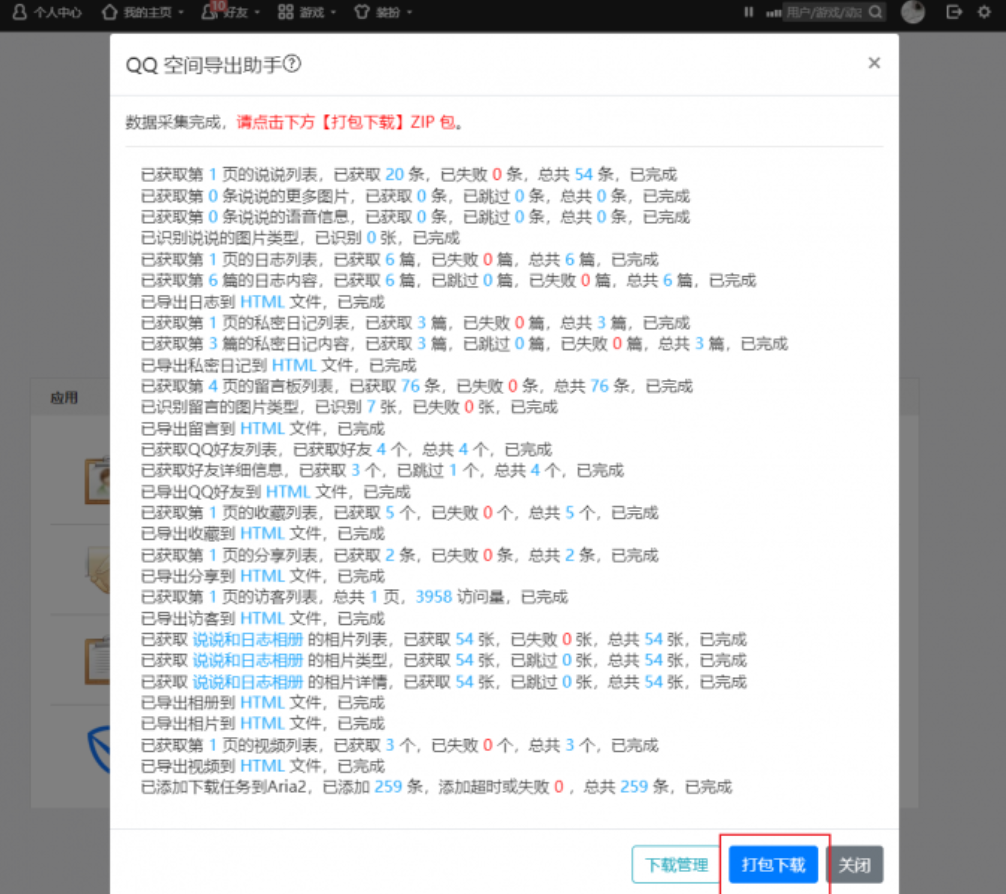 个人中心 我的主页 10 好友 游戏 装扮 用户/游戏/动态
QQ 空间导出助手?
×
数据采集完成，请点击下方【打包下载】ZIP 包。
已获取第 1 页的说说列表，已获取 20 条，已失败 0 条，总共 54 条，已完成
已获取第 0 条说说的更多图片，已获取 0 条，已跳过 0 条，总共 0 条，已完成
已获取第 0 条说说的语音信息，已获取 0 条，已跳过 0 条，总共 0 条，已完成
已识别说说的图片类型，已识别 0 张，已完成
已获取第 1 页的日志列表，已获取 6 篇，已失败 0 篇，总共 6 篇，已完成
已获取第 6 篇的日志内容，已获取 6 篇，已跳过 0 篇，已失败 0 篇，总共 6 篇，已完成
已导出日志到 HTML 文件，已完成
已获取第 1 页的私密日记列表，已获取 3 篇，已失败 0 篇，总共 3 篇，已完成
已获取第 3 篇的私密日记内容，已获取 3 篇，已跳过 0 篇，已失败 0 篇，总共 3 篇，已完成
已导出私密日记到 HTML 文件，已完成
已获取第 4 页的留言板列表，已获取 76 条，已失败 0 条，总共 76 条，已完成
应用
已识别留言的图片类型，已识别 7 张，已失败 0 张，已完成
已导出留言到 HTML 文件，已完成
已获取QQ好友列表，已获取好友 4 个，总共 4 个，已完成
已获取好友详细信息，已获取 3 个，已跳过 1 个，总共 4 个，已完成
已导出QQ好友到 HTML 文件，已完成
已获取第 1 页的收藏列表，已获取 5 个，已失败 0 个，总共 5 个，已完成
已导出收藏到 HTML 文件，已完成
已获取第 1 页的分享列表，已获取 2 条，已失败 0 条，总共 2 条，已完成
已导出分享到 HTML 文件，已完成
已获取第 1 页的访客列表，总共 1 页，3958 访问量，已完成
已导出访客到 HTML 文件，已完成
已获取 说说和日志相册 的相片列表，已获取 54 张，已失败 0 张，总共 54 张，已完成
已获取 说说和日志相册 的相片类型，已获取 54 张，已跳过 0 张，总共 54 张，已完成
已获取 说说和日志相册 的相片详情，已获取 54 张，已跳过 0 张，总共 54 张，已完成
已导出相册到 HTML 文件，已完成
已导出相片到 HTML 文件，已完成
已获取第 1 页的视频列表，已获取 3 个，已失败 0 个，总共 3 个，已完成
已导出视频到 HTML 文件，已完成
已添加下载任务到Aria2，已添加 259 条，添加超时或失败 0 ，总共 259 条，已完成
下载管理 打包下载 关闭